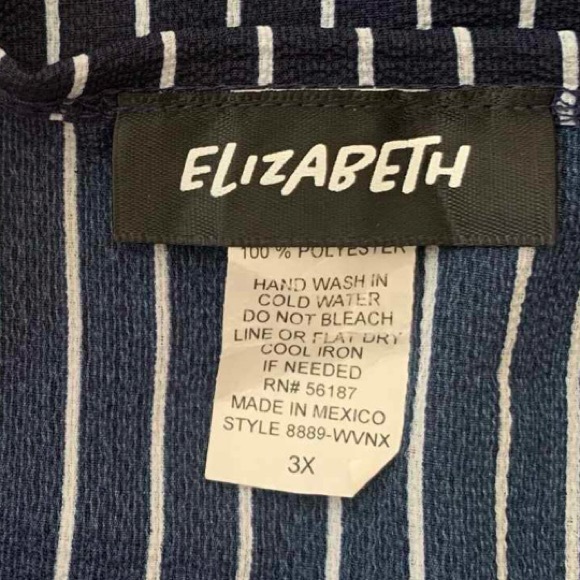 ELIZABETH
100 % POLYESTER
HAND WASH IN
COLD WATER
DO NOT BLEACH
LINE OR FLAT DRY
COOL IRON
IF NEEDED
RN# 56187
MADE IN MEXICO
STYLE 8889-WVNX
3X